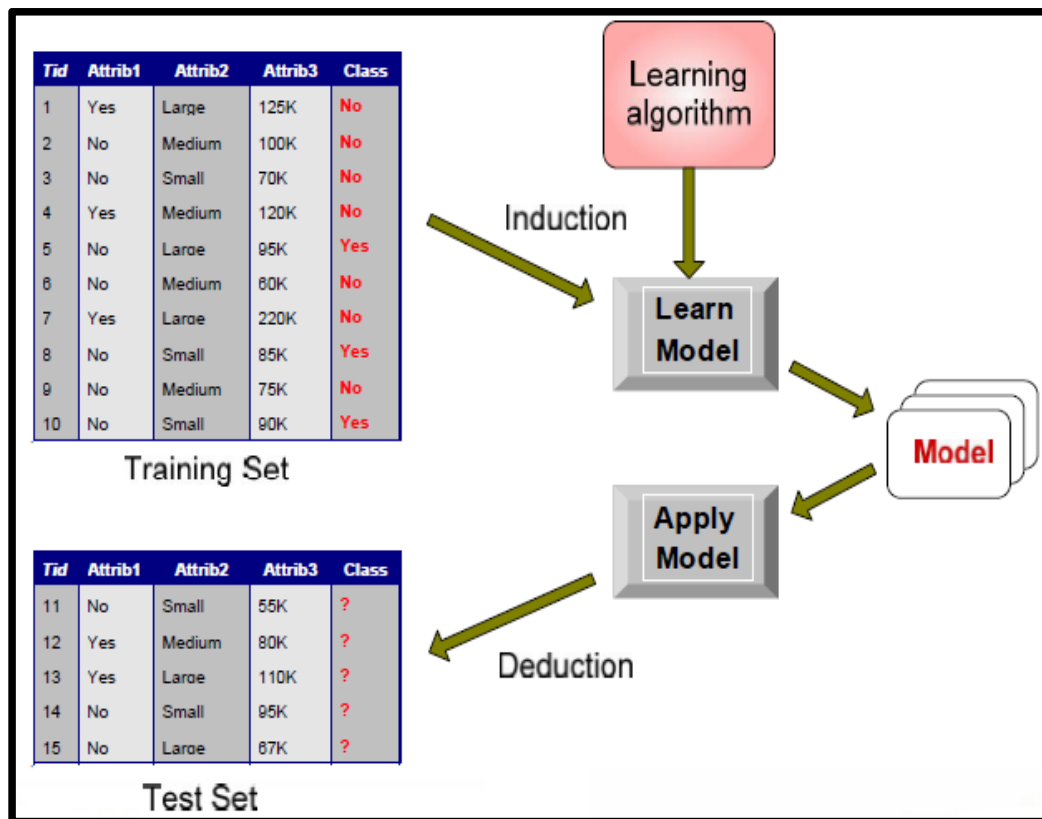 Tid Attrib1 Attrib2 Attrib3 Class
1 Yes Large 125K No
2 No Medium 100K No
3 No Small 70K No
4 Yes Medium 120K No
5 No Large 95K Yes
6 No Medium 60K No
7 Yes Large 220K No
8 No Small 85K Yes
9 No Medium 75K No
10 No Small 90K Yes
Training Set
Learning
algorithm
Induction
Learn
Model
Model
Apply
Model
Deduction
Tid Attrib1 Attrib2 Attrib3 Class
11 No Small 55K ?
12 Yes Medium 80K ?
13 Yes Large 110K ?
14 No Small 95K ?
15 No Large 67K ?
Test Set